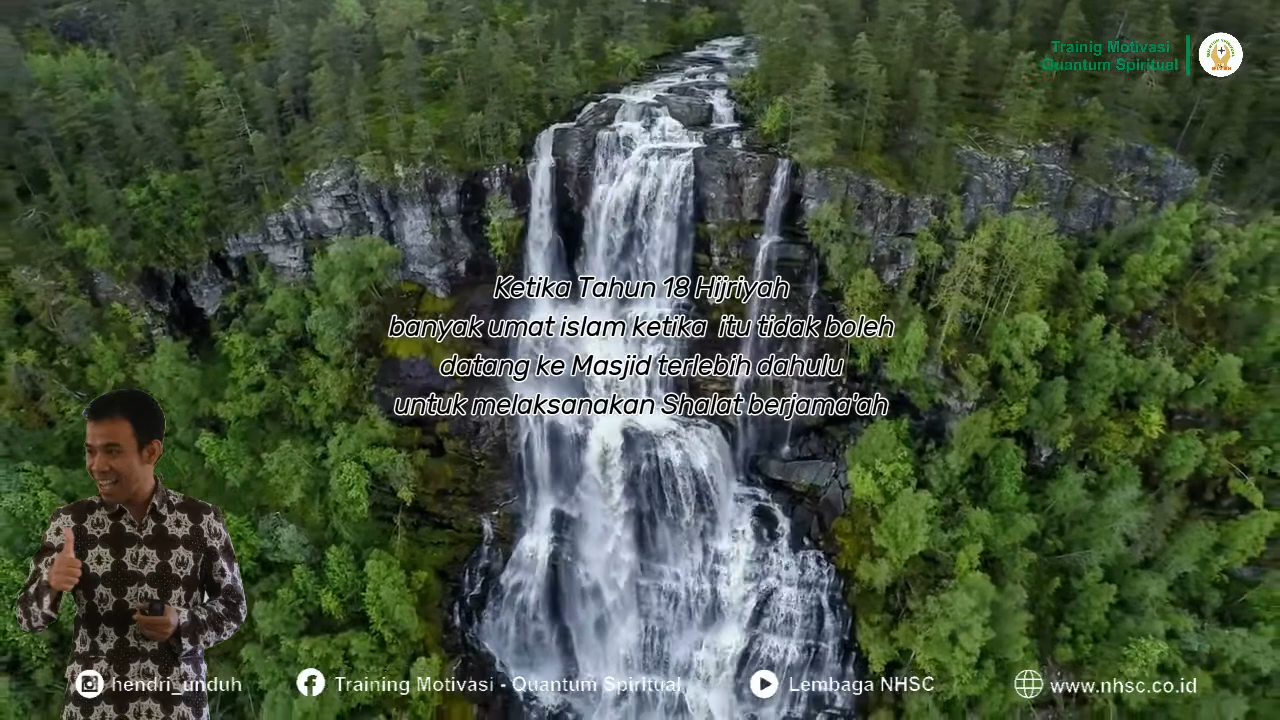 Trainig Motivasi
Quantum Spiritual
Ketika Tahun 18 Hijriyah
banyak umat islam ketika itu tidak boleh
datang ke Masjid terlebih dahulu
untuk melaksanakan Shalat berjama'ah
hendri_unduh
Training Motivasi - Quantum Spiritual
Lembaga NHSC
www.nhsc.co.id